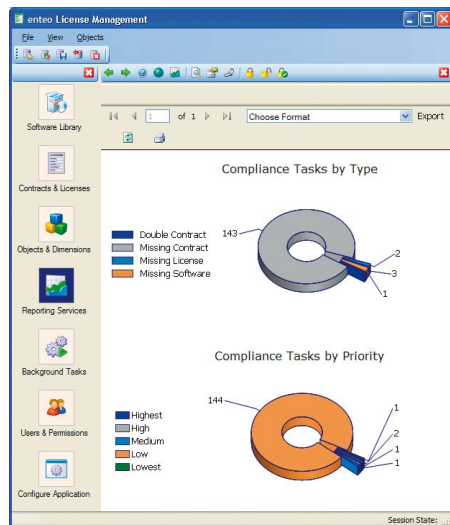 enteo License Management
File View Objects
1 of 1 Choose Format Export
Software Library
Contracts & Licenses
Objects & Dimensions
Reporting Services
Background Tasks
Users & Permissions
Configure Application
Compliance Tasks by Type
Double Contract
Missing Contract
Missing License
Missing Software
143
2
3
1
Compliance Tasks by Priority
Highest
High
Medium
Low
Lowest
144
1
2
1
1
Session State: